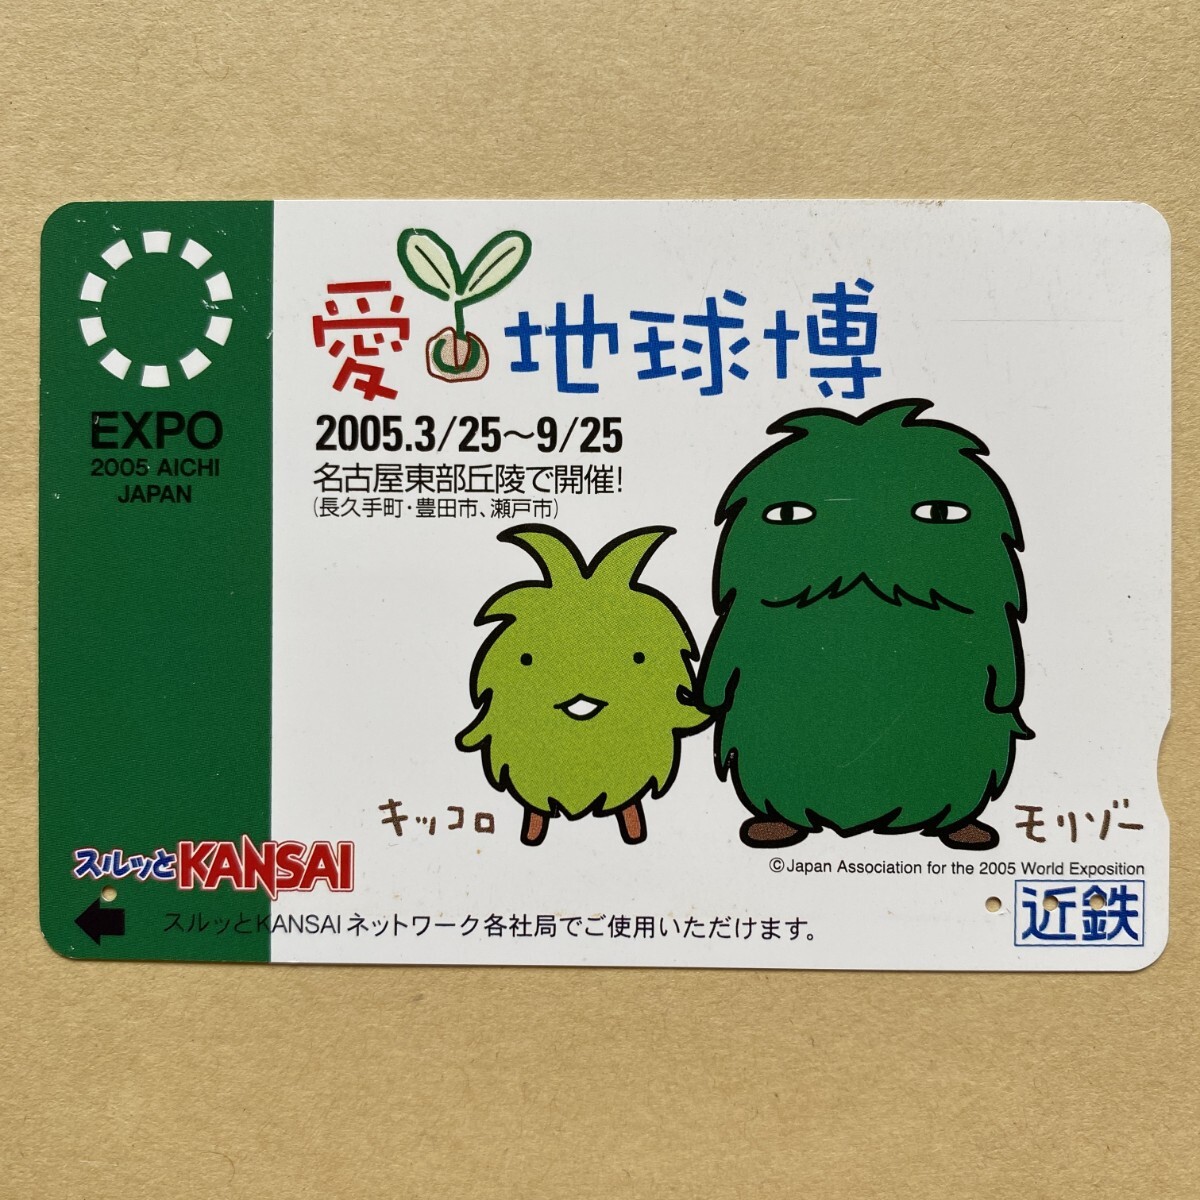 EXPO
2005 AICHI
JAPAN
愛・地球博
2005.3/25～9/25
名古屋東部丘陵で開催!
(長久手町・豊田市、瀬戸市)
キッコロ
モリゾー
©Japan Association for the 2005 World Exposition
スルッとKANSAI
近鉄
スルッとKANSAIネットワーク各社局でご使用いただけます。